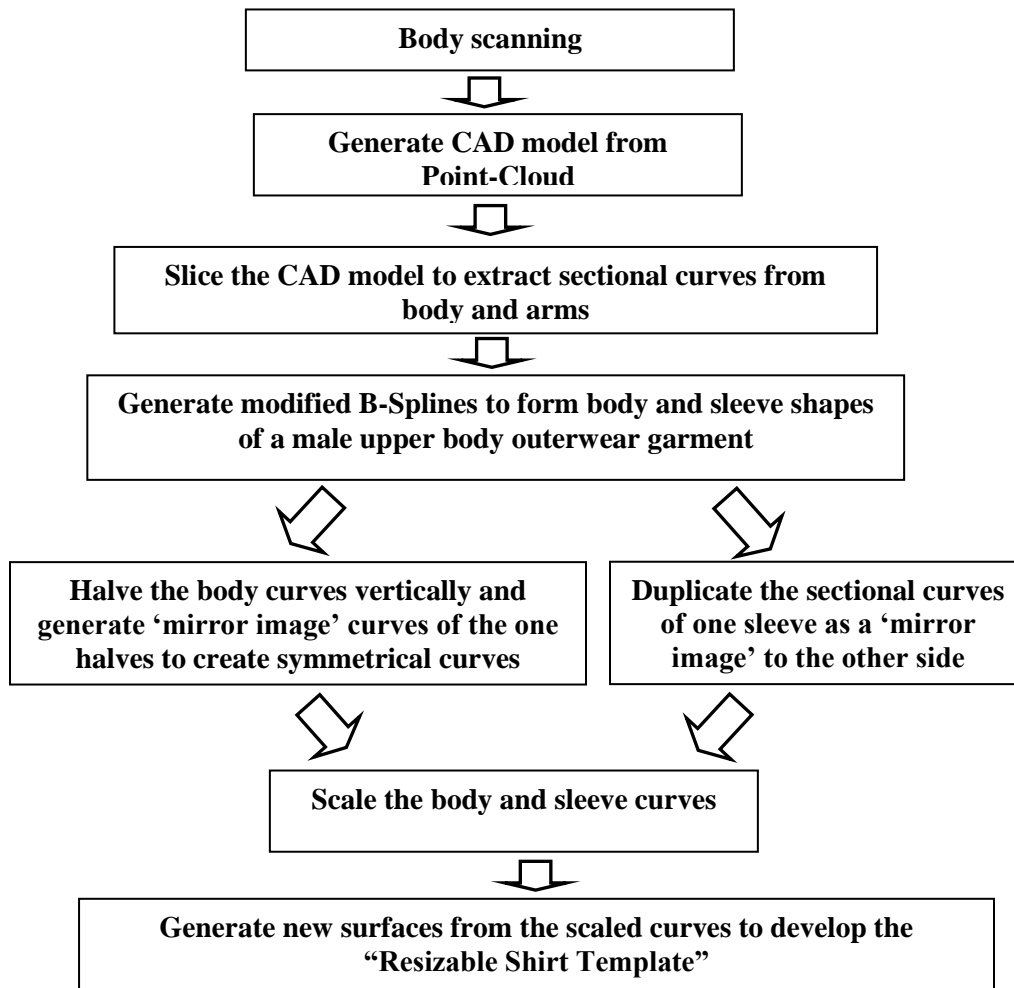 Body scanning
Generate CAD model from
Point-Cloud
Slice the CAD model to extract sectional curves from
body and arms
Generate modified B-Splines to form body and sleeve shapes
of a male upper body outerwear garment
Halve the body curves vertically and
generate ‘mirror image’ curves of the one
halves to create symmetrical curves
Duplicate the sectional curves
of one sleeve as a ‘mirror
image’ to the other side
Scale the body and sleeve curves
Generate new surfaces from the scaled curves to develop the
“Resizable Shirt Template”